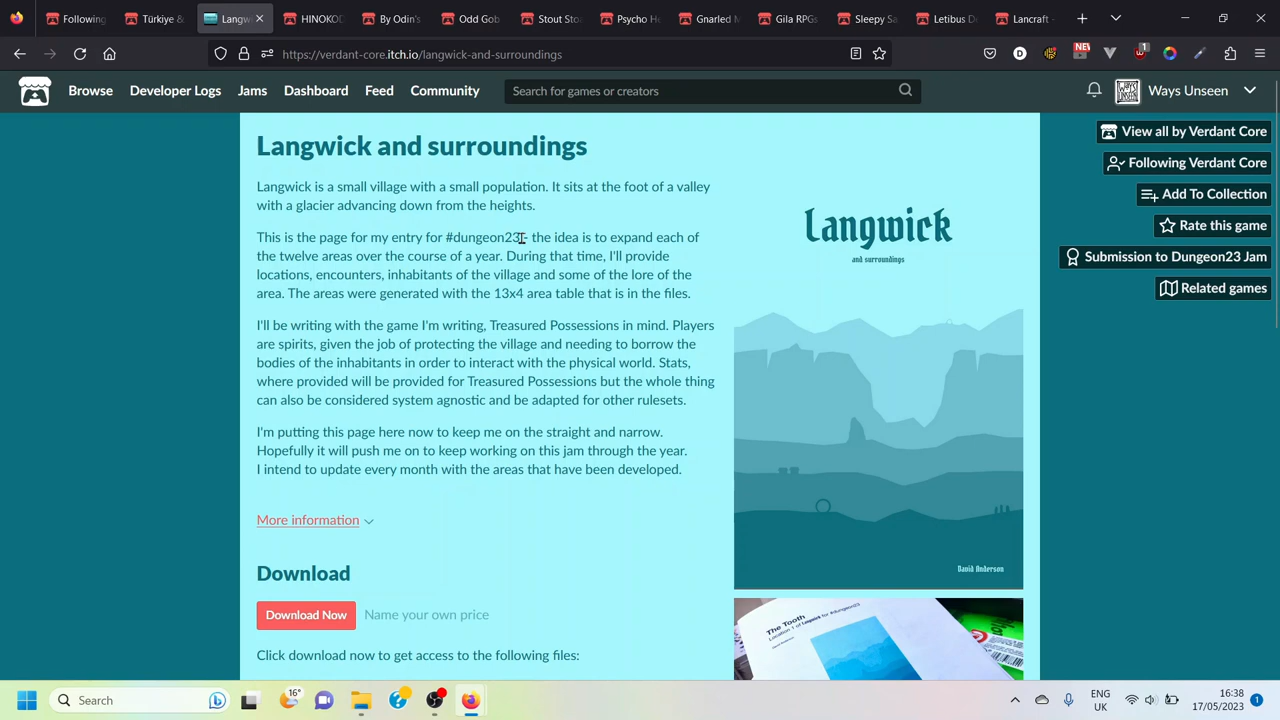 Following
Türkiye &
Langw
HINOKO
By Odin's
Odd Gob
Stout Sto
Psycho He
Gnarled M
Gila RPGs
Sleepy Sa
Letibus De
Lancraft -
https://verdant-core.itch.io/langwick-and-surroundings
NEW
1
Browse
Developer Logs
Jams
Dashboard
Feed
Community
Search for games or creators
Ways Unseen
View all by Verdant Core
Following Verdant Core
Add To Collection
Rate this game
Submission to Dungeon23 Jam
Related games
Langwick and surroundings
Langwick is a small village with a small population. It sits at the foot of a valley
with a glacier advancing down from the heights.
This is the page for my entry for #dungeon23 - the idea is to expand each of
the twelve areas over the course of a year. During that time, I'll provide
locations, encounters, inhabitants of the village and some of the lore of the
area. The areas were generated with the 13x4 area table that is in the files.
I'll be writing with the game I'm writing, Treasured Possessions in mind. Players
are spirits, given the job of protecting the village and needing to borrow the
bodies of the inhabitants in order to interact with the physical world. Stats,
where provided will be provided for Treasured Possessions but the whole thing
can also be considered system agnostic and be adapted for other rulesets.
I'm putting this page here now to keep me on the straight and narrow.
Hopefully it will push me on to keep working on this jam through the year.
I intend to update every month with the areas that have been developed.
More information
Download
Download Now
Name your own price
Click download now to get access to the following files:
Langwick
and surroundings
David Anderson
The Tooth
Location 1 of Langwick for #dungeon23
Search
16°
ENG
UK
16:38
17/05/2023
1